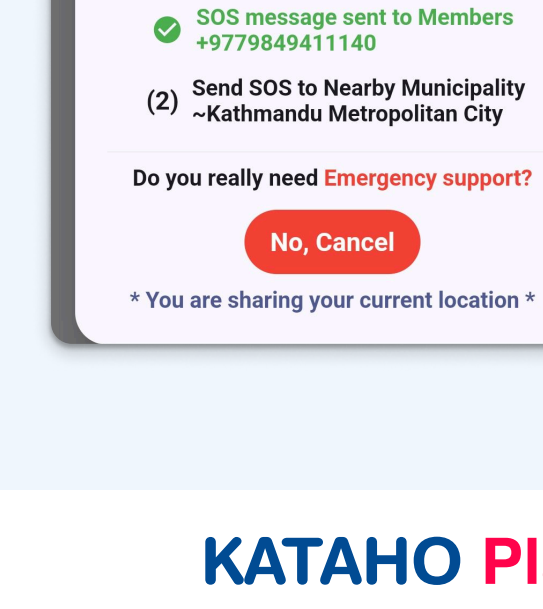 SOS message sent to Members
+9779849411140
(2) Send SOS to Nearby Municipality
~Kathmandu Metropolitan City
Do you really need Emergency support?
No, Cancel
* You are sharing your current location *
KATAHO